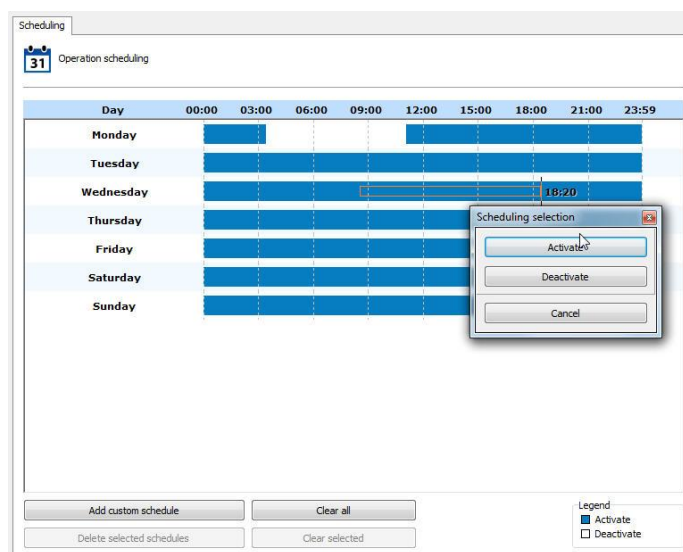 Scheduling
31 Operation scheduling
Day 00:00 03:00 06:00 09:00 12:00 15:00 18:00 21:00 23:59
Monday
Tuesday
Wednesday 18:20
Thursday
Friday
Saturday
Sunday
Scheduling selection
Activate
Deactivate
Cancel
Add custom schedule Clear all
Delete selected schedules Clear selected
Legend
Activate
Deactivate